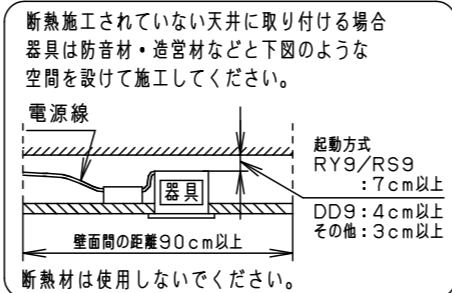 断熱施工されていない天井に取り付ける場合
器具は防音材・造営材などと下図のような
空間を設けて施工してください。
電源線
器具
起動方式
RY9/RS9
:7cm以上
DD9:4cm以上
その他:3cm以上
壁面間の距離90cm以上
断熱材は使用しないでください。